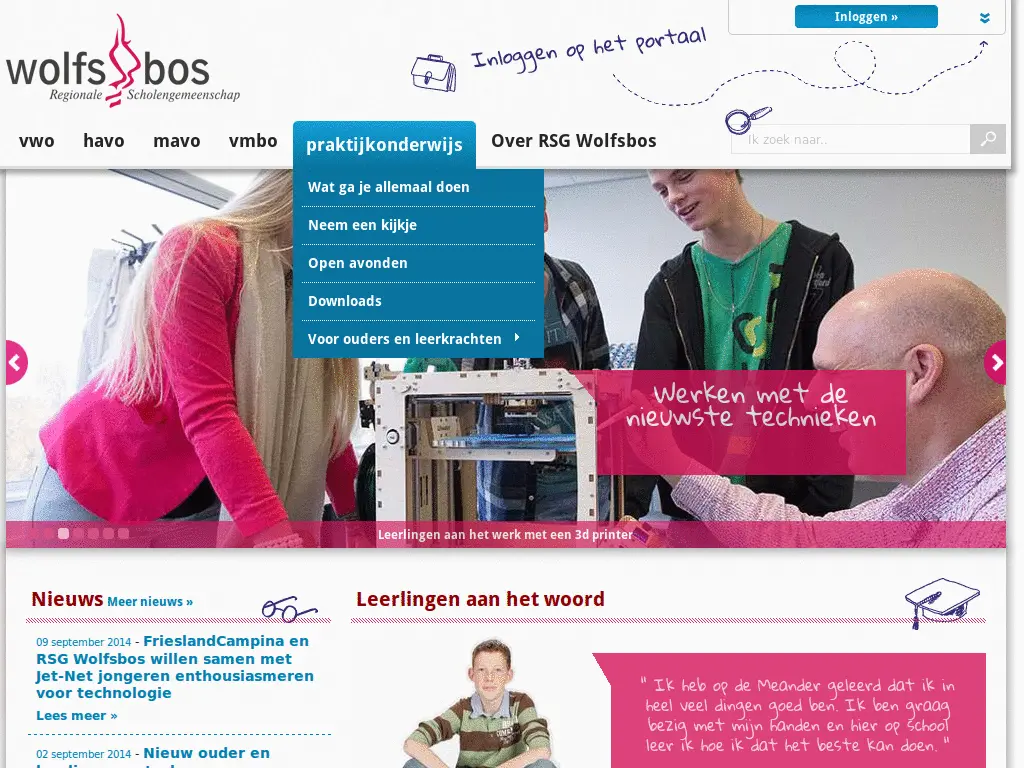 Inloggen »
Inloggen op het portaal
wolfsbos
Regionale Scholengemeenschap
vwo havo mavo vmbo praktijkonderwijs Over RSG Wolfsbos
Ik zoek naar..
Wat ga je allemaal doen
Neem een kijkje
Open avonden
Downloads
Voor ouders en leerkrachten
Werken met de
nieuwste technieken
Leerlingen aan het werk met een 3d printer
Nieuws Meer nieuws »
09 september 2014 - FrieslandCampina en
RSG Wolfsbos willen samen met
Jet-Net jongeren enthousiasmeren
voor technologie
Lees meer »
02 september 2014 - Nieuw ouder en
Leerlingen aan het woord
" Ik heb op de Meander geleerd dat ik in
heel veel dingen goed ben. Ik ben graag
bezig met mijn handen en hier op school
leer ik hoe ik dat het beste kan doen. "